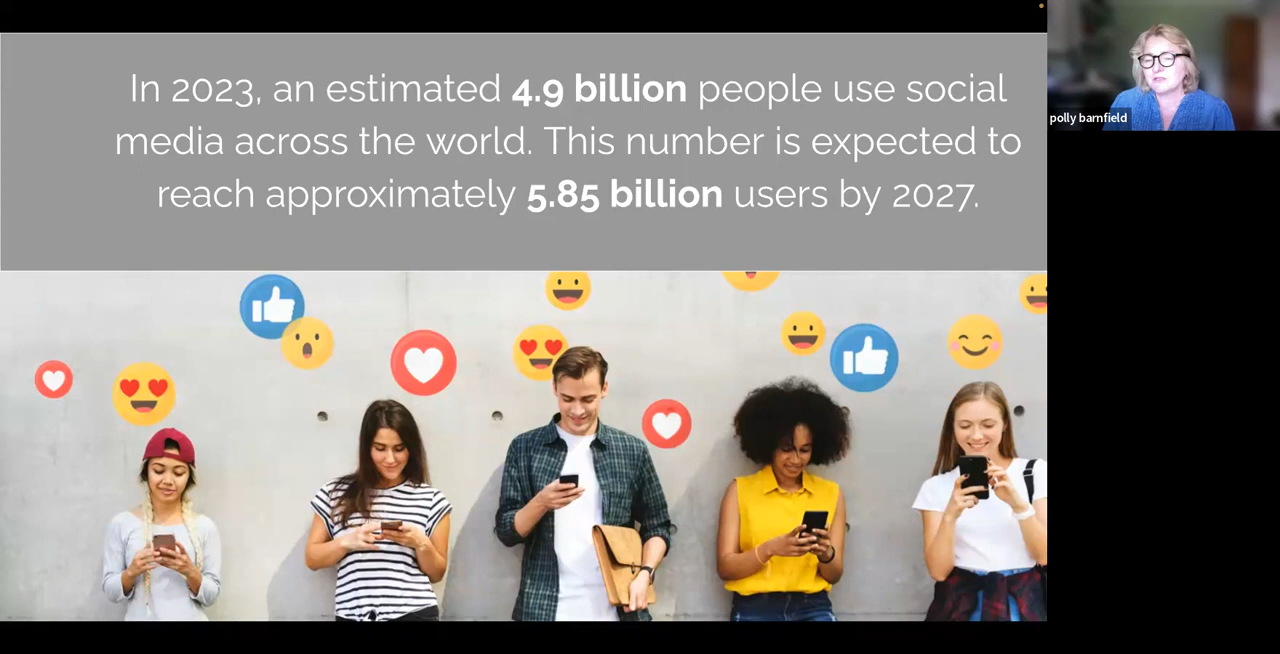 In 2023, an estimated 4.9 billion people use social
media across the world. This number is expected to
reach approximately 5.85 billion users by 2027.
polly barnfield